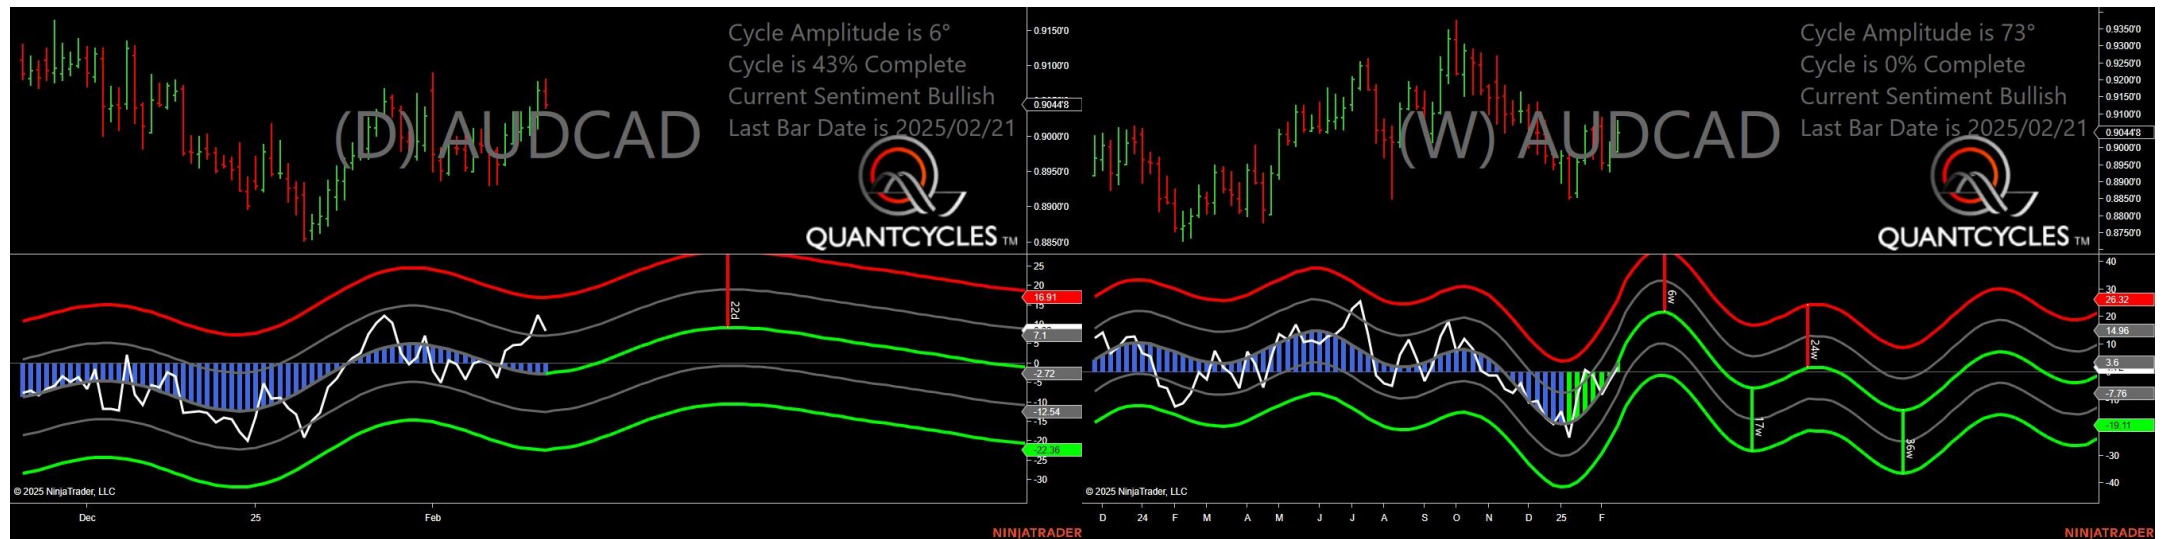 Cycle Amplitude is 6°
Cycle is 43% Complete
Current Sentiment Bullish
Last Bar Date is 2025/02/21
(D) AUDCAD
QUANTCYCLES TM
0.9150'0
0.9100'0
0.9044'8
0.9000'0
0.8950'0
0.8900'0
0.8850'0
22d
25
20
16.91
15
7.1
5
0
-2.72
-5
-10
-12.54
-15
-20
-22.36
-25
-30
© 2025 NinjaTrader, LLC
Dec
25
Feb
NINJATRADER
Cycle Amplitude is 73°
Cycle is 0% Complete
Current Sentiment Bullish
Last Bar Date is 2025/02/21
(W) AUDCAD
QUANTCYCLES TM
0.9350'0
0.9300'0
0.9250'0
0.9200'0
0.9150'0
0.9100'0
0.9044'8
0.9000'0
0.8950'0
0.8900'0
0.8850'0
0.8800'0
0.8750'0
6w
24w
17w
36w
40
30
26.32
20
14.96
10
3.6
-7.76
-19.11
-30
-40
© 2025 NinjaTrader, LLC
D 24 F M A M J J A S O N D 25 F
NINJATRADER